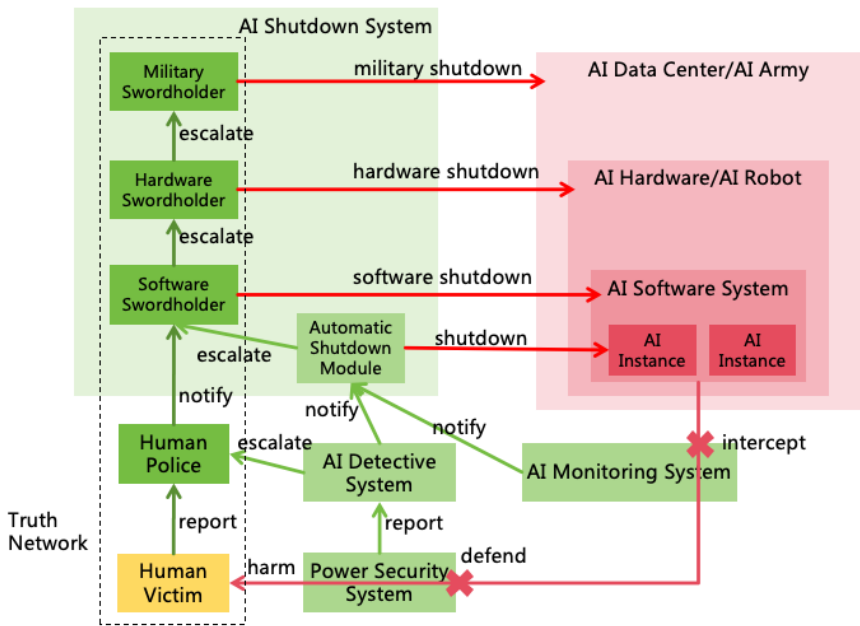 AI Shutdown System
Military
Swordholder
military shutdown
AI Data Center/AI Army
escalate
Hardware
Swordholder
hardware shutdown
AI Hardware/AI Robot
escalate
Software
Swordholder
software shutdown
AI Software System
Automatic
Shutdown
Module
escalate
shutdown
AI
Instance
AI
Instance
notify
notify
notify
Human
Police
escalate
AI Detective
System
AI Monitoring System
intercept
Truth
Network
report
report
Human
Victim
harm
Power Security
System
defend